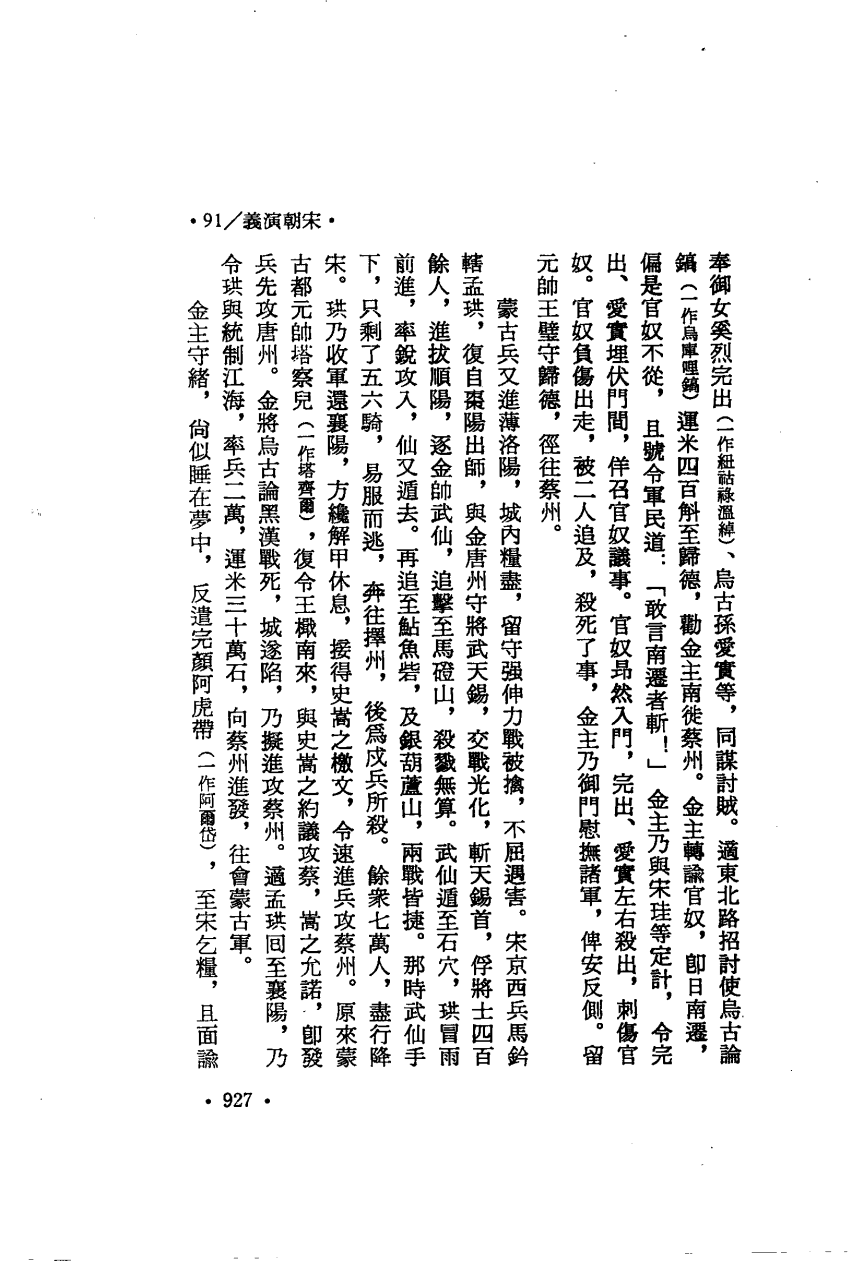 •91／義演朝宋•
奉御女奚烈完出（一作紐祜祿溫綽）、烏古孫愛實等，同謀討賊。適東北路招討使烏古論
鎬（一作烏庫哩鎬）運米四百斛至歸德，勸金主南徙蔡州。金主轉諭官奴，卽日南遷，
偏是官奴不從，且號令軍民道：「敢言南遷者斬！」金主乃與宋珪等定計，令完
出、愛實埋伏門間，佯召官奴議事。官奴昂然入門，完出、愛實左右殺出，刺傷官
奴。官奴負傷出走，被二人追及，殺死了事，金主乃御門慰撫諸軍，俾安反側。留
元帥王璧守歸德，徑往蔡州。
蒙古兵又進薄洛陽，城內糧盡，留守强伸力戰被擒，不屈遇害。宋京西兵馬鈐
轄孟珙，復自棗陽出師，與金唐州守將武天錫，交戰光化，斬天錫首，俘將士四百
餘人，進拔順陽，逐金帥武仙，追擊至馬磴山，殺戮無算。武仙遁至石穴，珙冒雨
前進，率銳攻入，仙又遁去。再追至鮎魚砦，及銀葫蘆山，兩戰皆捷。那時武仙手
下，只剩了五六騎，易服而逃，奔往擇州，後爲戍兵所殺。餘衆七萬人，盡行降
宋。珙乃收軍還襄陽，方纔解甲休息，接得史嵩之檄文，令速進兵攻蔡州。原來蒙
古都元帥塔察兒（一作塔齊爾），復令王檝南來，與史嵩之約議攻蔡，嵩之允諾，卽發
兵先攻唐州。金將烏古論黑漢戰死，城遂陷，乃擬進攻蔡州。適孟珙囘至襄陽，乃
令珙與統制江海，率兵二萬，運米三十萬石，向蔡州進發，往會蒙古軍。
金主守緒，尙似睡在夢中，反遣完顏阿虎帶（一作阿爾岱），至宋乞糧，且面諭
•927•